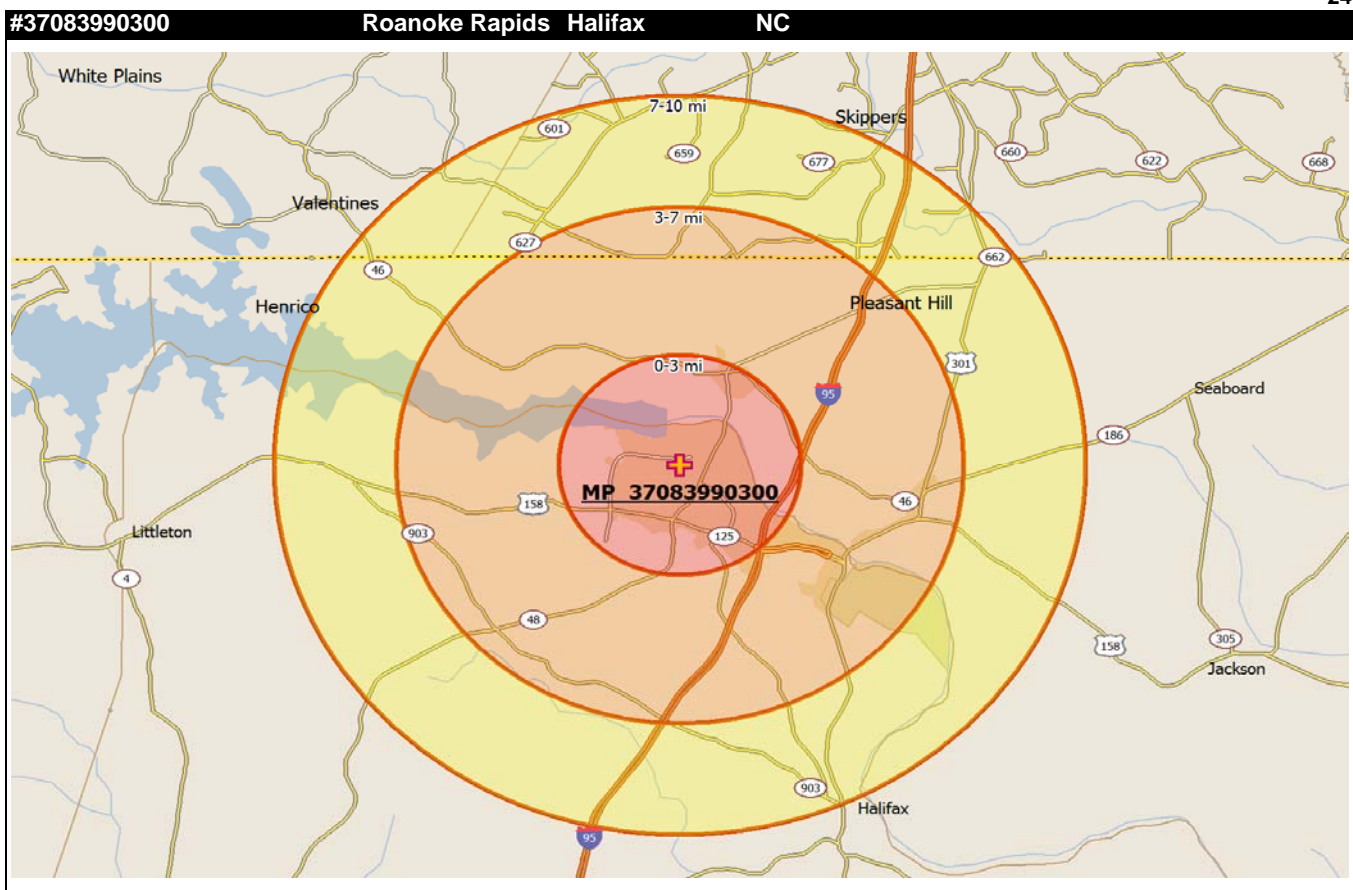 24
#37083990300 Roanoke Rapids Halifax NC
White Plains
7-10 mi
Skippers
601
659
677
660
622
668
Valentines
3-7 mi
627
46
662
Henrico
Pleasant Hill
0-3 mi
301
95
Seaboard
186
MP 37083990300
158
46
Littleton
903
125
4
48
158
305
Jackson
903
Halifax
95